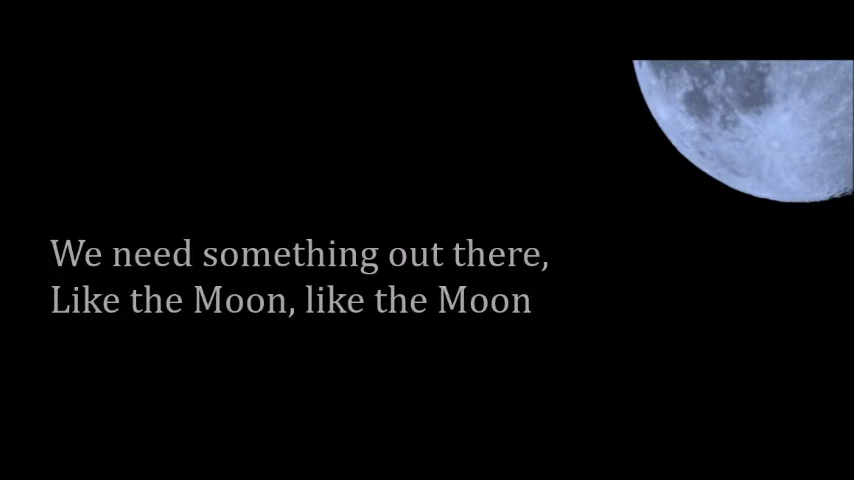 We need something out there,
Like the Moon, like the Moon